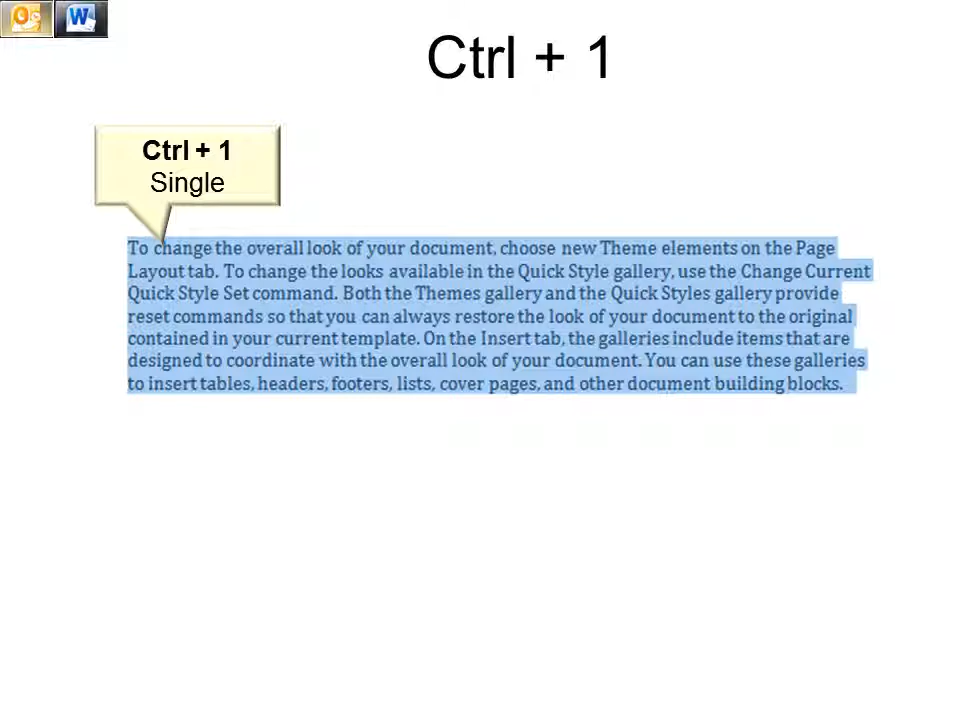 Ctrl + 1
Ctrl + 1
Single
To change the overall look of your document, choose new Theme elements on the Page
Layout tab. To change the looks available in the Quick Style gallery, use the Change Current
Quick Style Set command. Both the Themes gallery and the Quick Styles gallery provide
reset commands so that you can always restore the look of your document to the original
contained in your current template. On the Insert tab, the galleries include items that are
designed to coordinate with the overall look of your document. You can use these galleries
to insert tables, headers, footers, lists, cover pages, and other document building blocks.